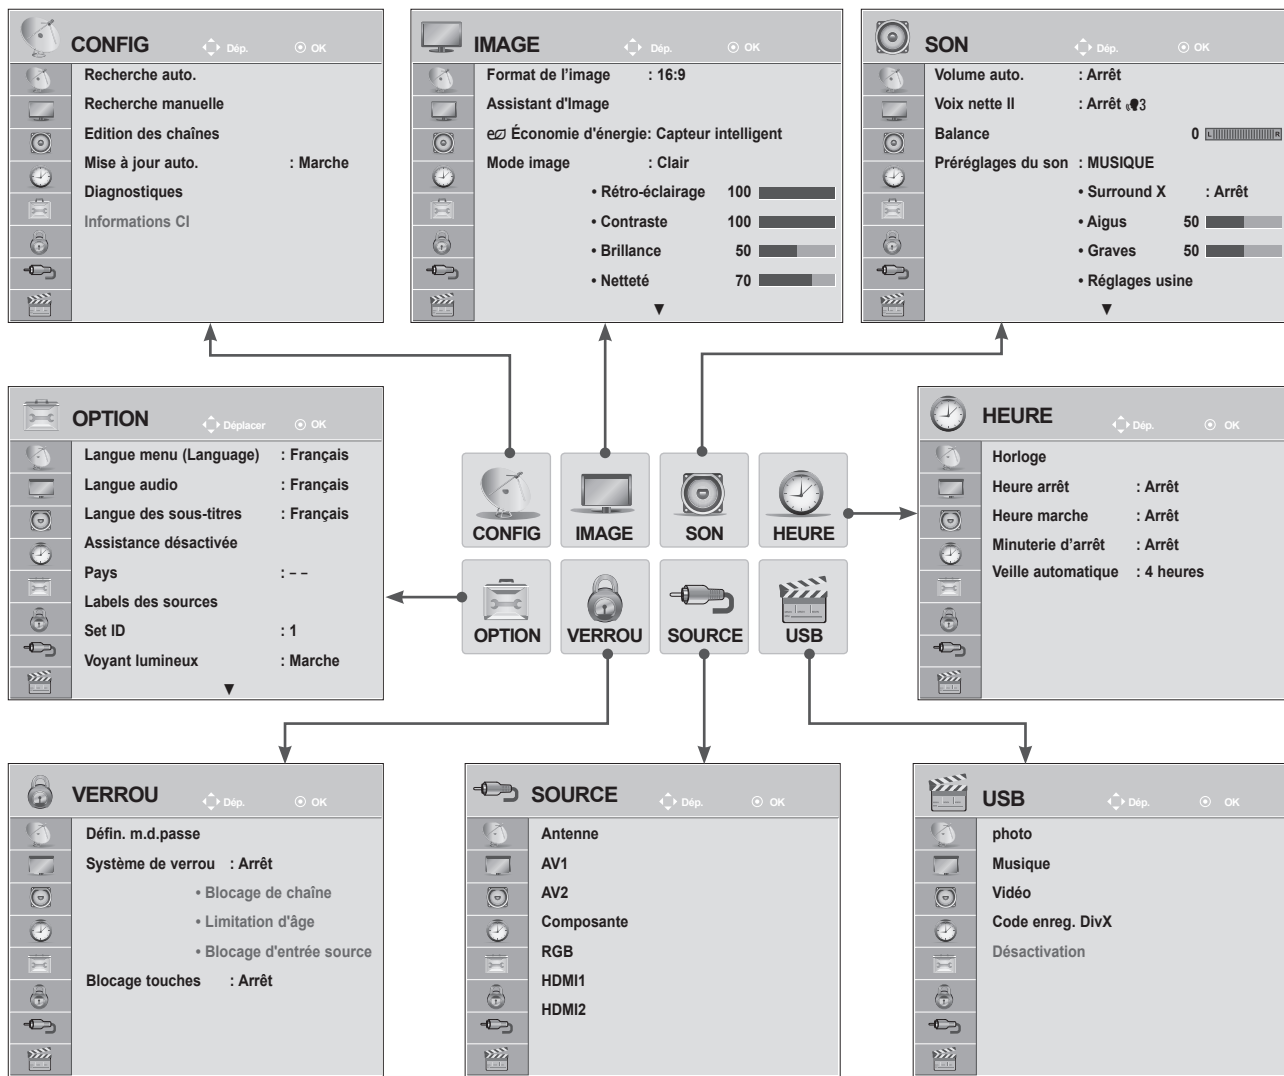 CONFIG Dép. OK
Recherche auto.
Recherche manuelle
Edition des chaînes
Mise à jour auto. : Marche
Diagnostiques
Informations CI
IMAGE Dép. OK
Format de l'image : 16:9
Assistant d'Image
Économie d'énergie: Capteur intelligent
Mode image : Clair
• Rétro-éclairage 100
• Contraste 100
• Brillance 50
• Netteté 70
▼
SON Dép. OK
Volume auto. : Arrêt
Voix nette II : Arrêt 3
Balance 0 L R
Préréglages du son : MUSIQUE
• Surround X : Arrêt
• Aigus 50
• Graves 50
• Réglages usine
▼
OPTION Déplacer OK
Langue menu (Language) : Français
Langue audio : Français
Langue des sous-titres : Français
Assistance désactivée
Pays : – –
Labels des sources
Set ID : 1
Voyant lumineux : Marche
▼
CONFIG IMAGE SON HEURE
OPTION VERROU SOURCE USB
HEURE Dép. OK
Horloge
Heure arrêt : Arrêt
Heure marche : Arrêt
Minuterie d'arrêt : Arrêt
Veille automatique : 4 heures
VERROU Dép. OK
Défin. m.d.passe
Système de verrou : Arrêt
• Blocage de chaîne
• Limitation d'âge
• Blocage d'entrée source
Blocage touches : Arrêt
SOURCE Dép. OK
Antenne
AV1
AV2
Composante
RGB
HDMI1
HDMI2
USB Dép. OK
photo
Musique
Vidéo
Code enreg. DivX
Désactivation